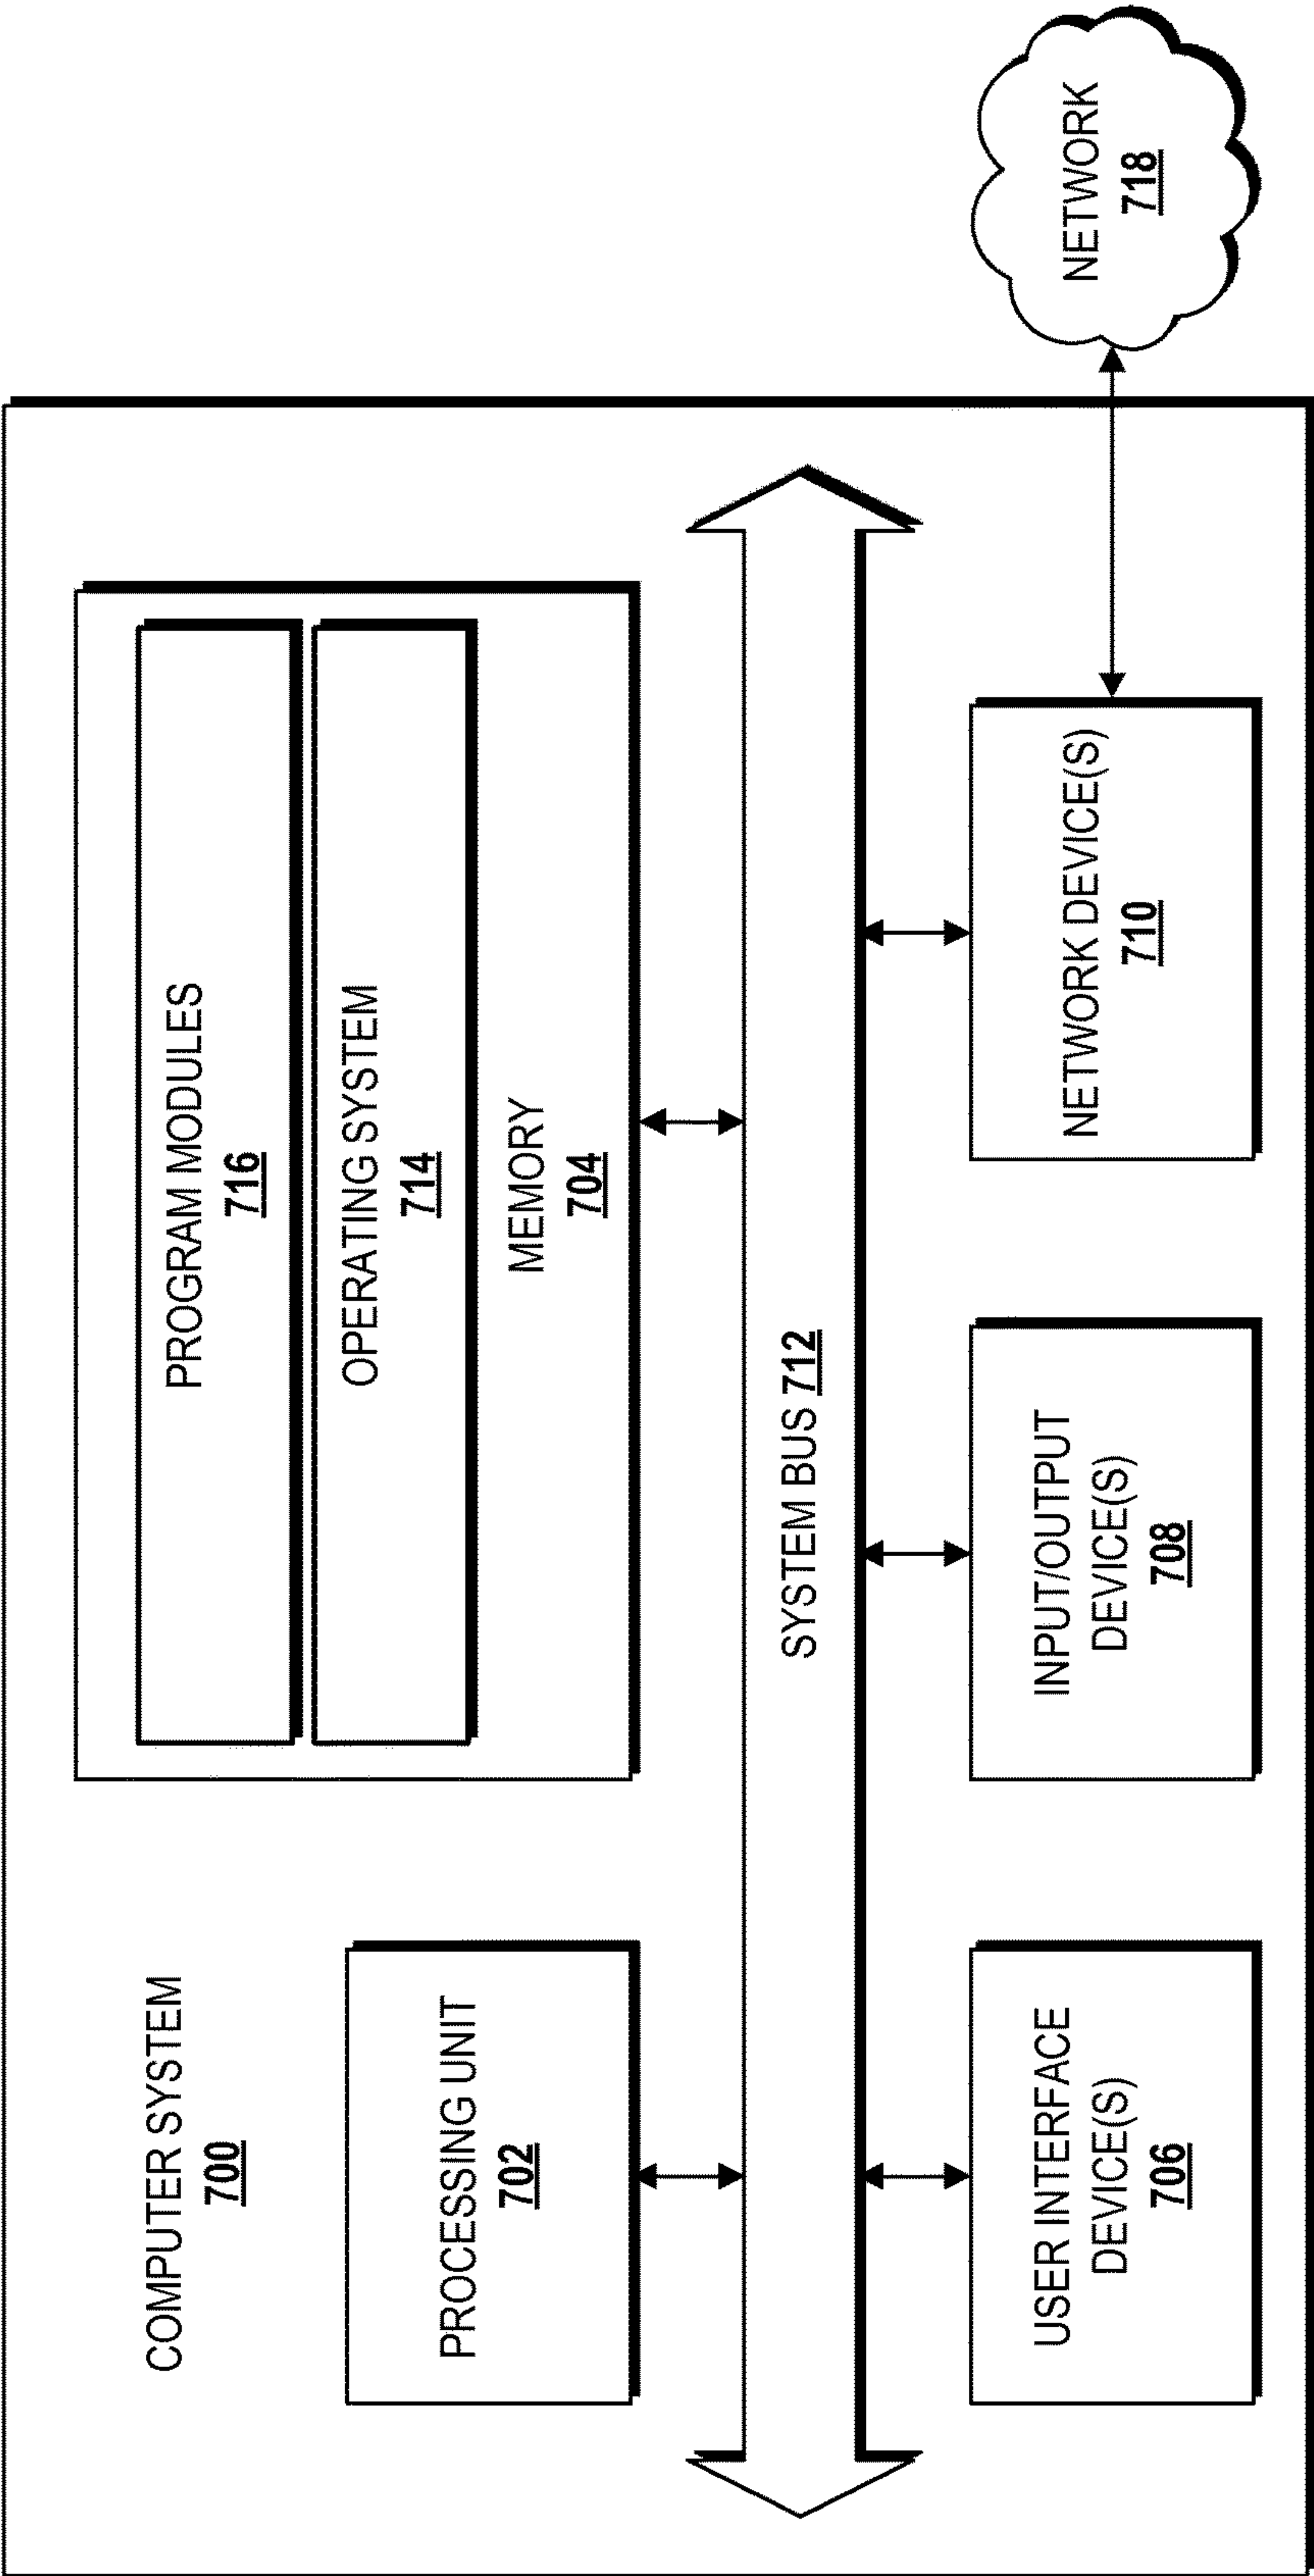 COMPUTER SYSTEM
700
PROCESSING UNIT
702
PROGRAM MODULES
716
OPERATING SYSTEM
714
MEMORY
704
SYSTEM BUS 712
USER INTERFACE
DEVICE(S)
706
INPUT/OUTPUT
DEVICE(S)
708
NETWORK DEVICE(S)
710
NETWORK
718